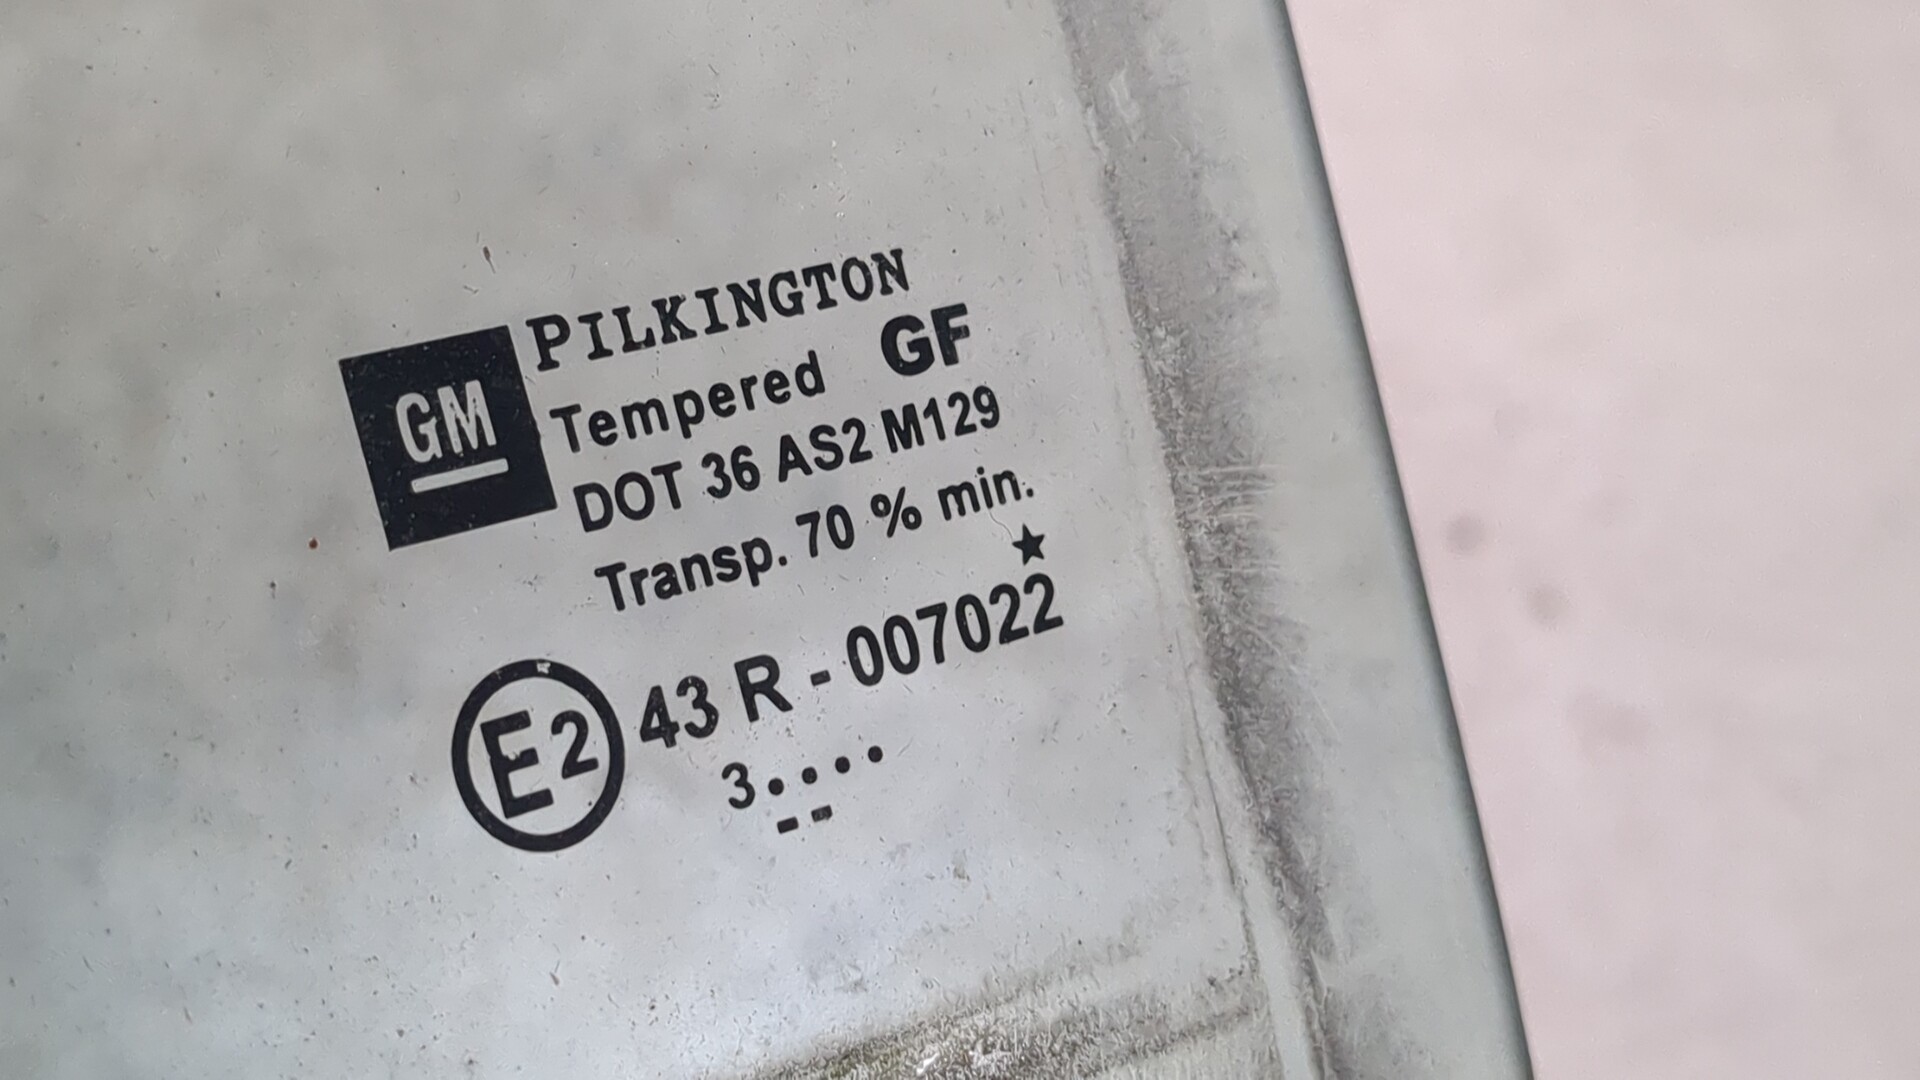 GM
PILKINGTON
Tempered GF
DOT 36 AS2 M129
Transp. 70 % min.
★
E2 43 R - 007022
3....
--